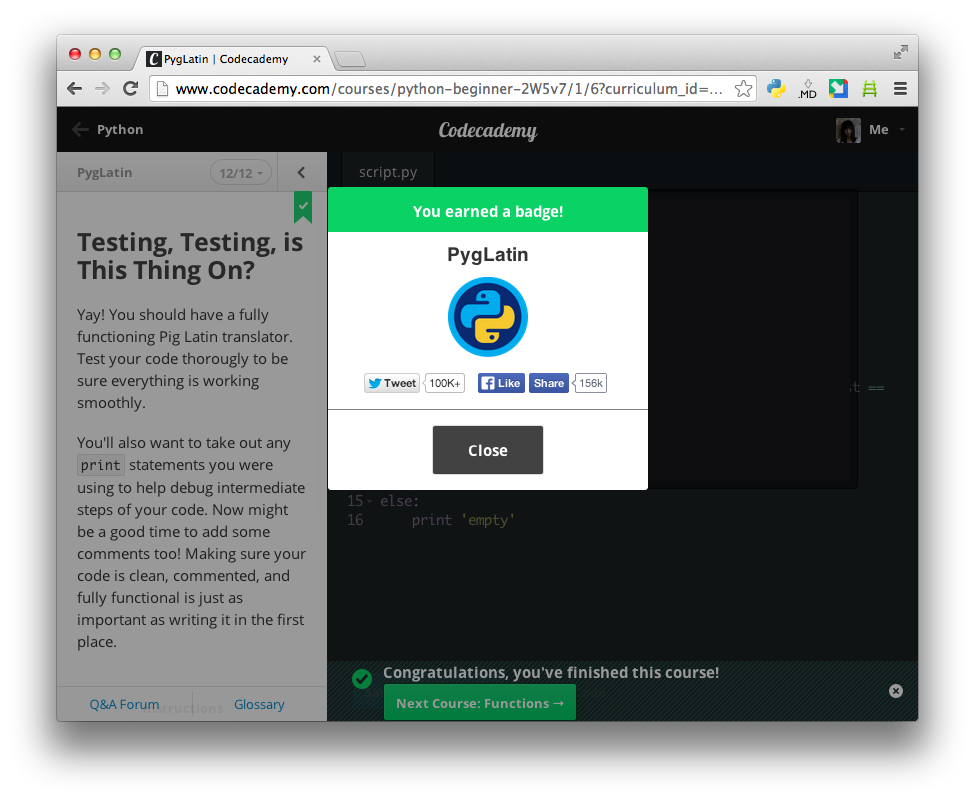 PygLatin | Codecademy
www.codecademy.com/courses/python-beginner-2W5v7/1/6?curriculum_id=...
.MD
Python
Codecademy
Me
PygLatin
12/12
script.py
You earned a badge!
PygLatin
Tweet
100K+
Like
Share
156k
Close
Testing, Testing, is
This Thing On?
Yay! You should have a fully
functioning Pig Latin translator.
Test your code thorougly to be
sure everything is working
smoothly.
You'll also want to take out any
print statements you were
using to help debug intermediate
steps of your code. Now might
be a good time to add some
comments too! Making sure your
code is clean, commented, and
fully functional is just as
important as writing it in the first
place.
Q&A Forum
Instructions
Glossary
==
15 else:
16 print 'empty'
Congratulations, you've finished this course!
Next Course: Functions →